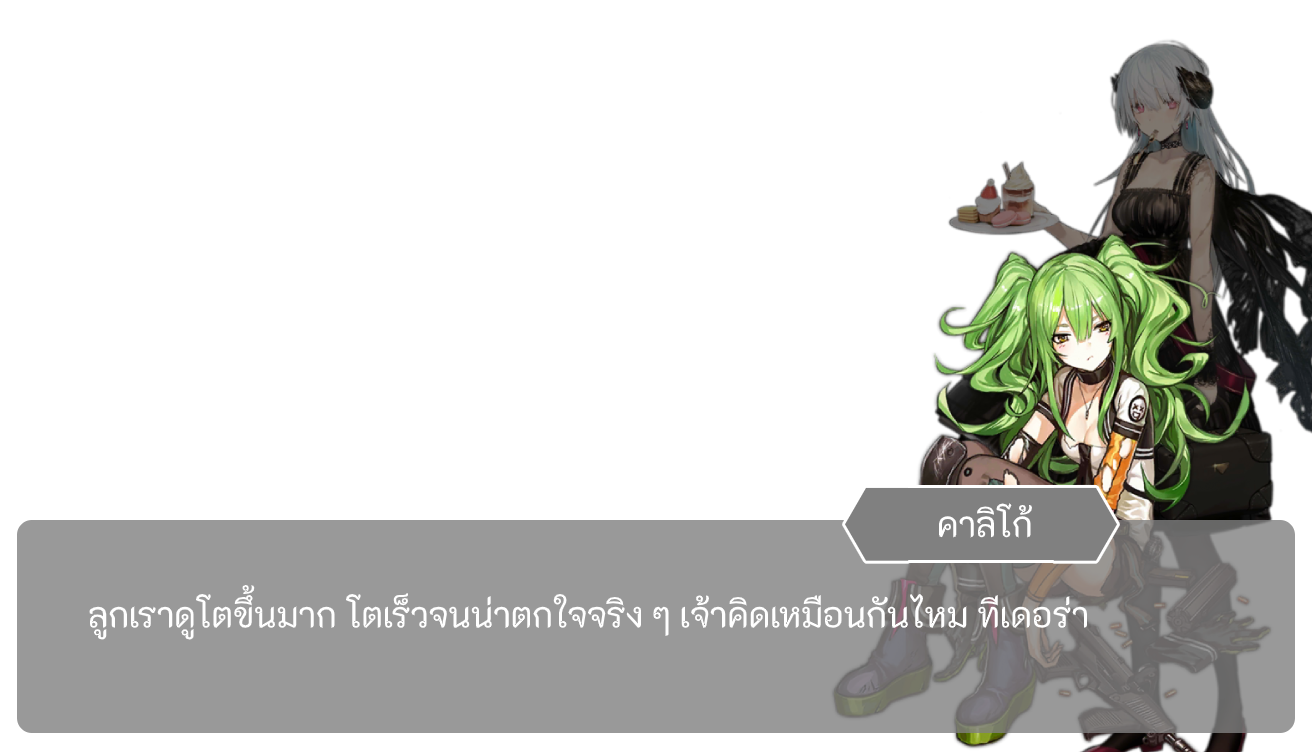 คาลิโก้
ลูกเราดูโตขึ้นมาก โตเร็วจนน่าตกใจจริง ๆ เจ้าคิดเหมือนกันไหม ทีเดอร่า